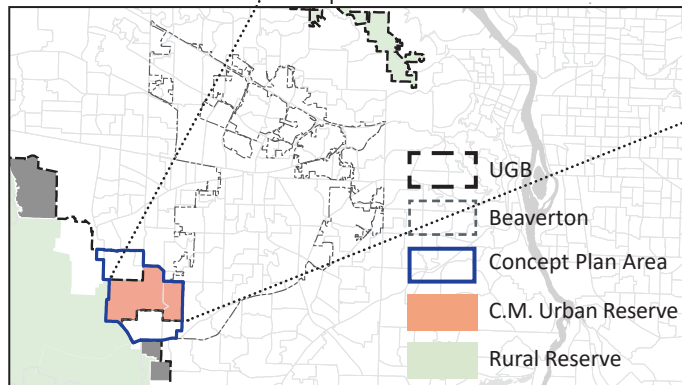 UGB
Beaverton
Concept Plan Area
C.M. Urban Reserve
Rural Reserve